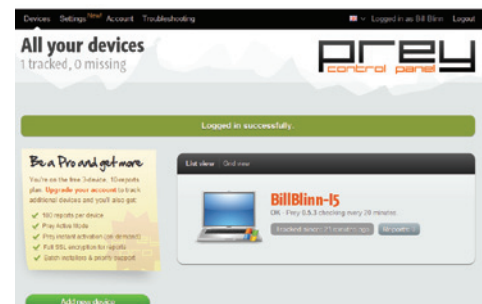 Devices Settings New! Account Troubleshooting
Logged in as Bill Blinn Logout
All your devices
1 tracked, 0 missing
prey
control panel
Logged in successfully.
Be a Pro and get more
You're on the free 3-device, 10-reports
plan. Upgrade your account to track
additional devices and you'll also get:
100 reports per device
Prey Active Mode
Prey instant activation (on demand)
Full SSL encryption for reports
Batch installers & priority support
Add new device
List view Grid view
BillBlinn-I5
OK - Prey 0.5.3 checking every 20 minutes.
Tracked since: 21 minutes ago Reports